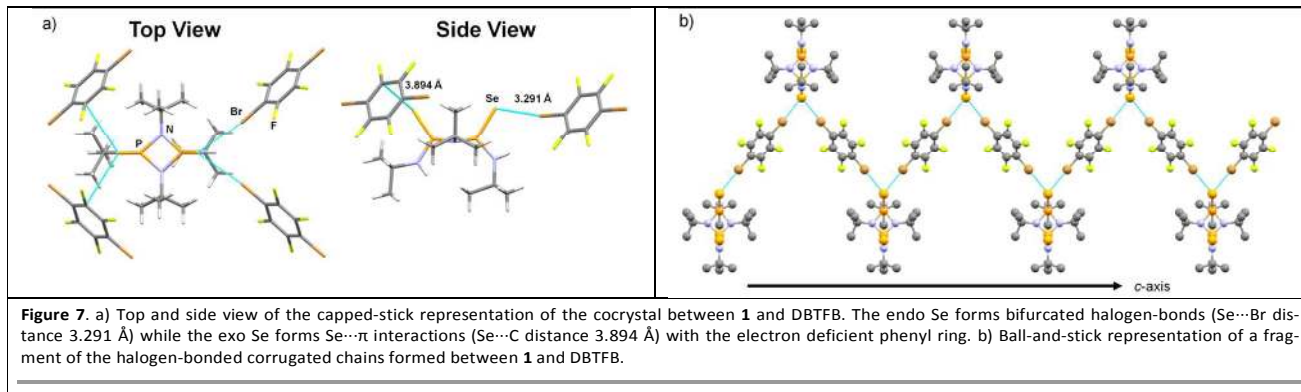 a)
Top View
Side View
b)
3.894 Å
Se
3.291 Å
Br
F
P
N
c-axis
Figure 7. a) Top and side view of the capped-stick representation of the cocrystal between 1 and DBTFB. The endo Se forms bifurcated halogen-bonds (Se···Br dis-
tance 3.291 Å) while the exo Se forms Se···π interactions (Se···C distance 3.894 Å) with the electron deficient phenyl ring. b) Ball-and-stick representation of a frag-
ment of the halogen-bonded corrugated chains formed between 1 and DBTFB.